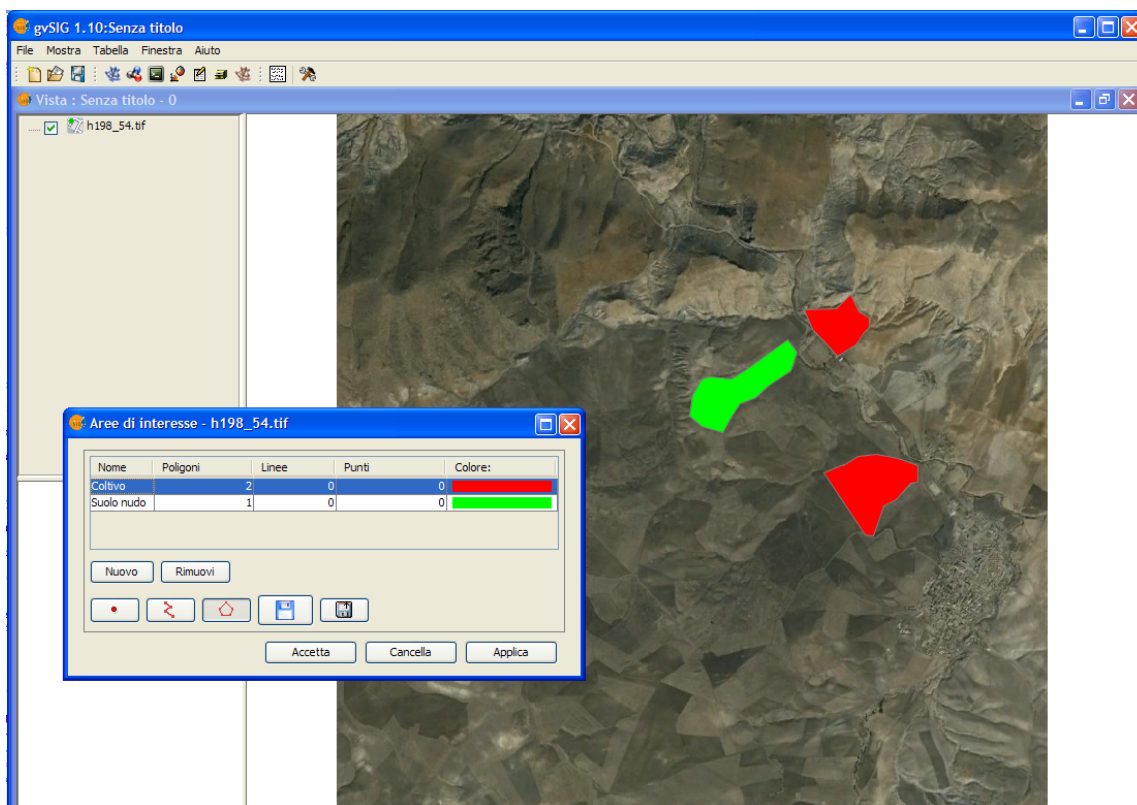 gvSIG 1.10:Senza titolo
File Mostra Tabella Finestra Aiuto
Vista : Senza titolo - 0
h198_54.tif
Aree di interesse - h198_54.tif
Nome Poligoni Linee Punti Colore:
Coltivo 2 0 0
Suolo nudo 1 0 0
Nuovo Rimuovi
Accetta Cancella Applica